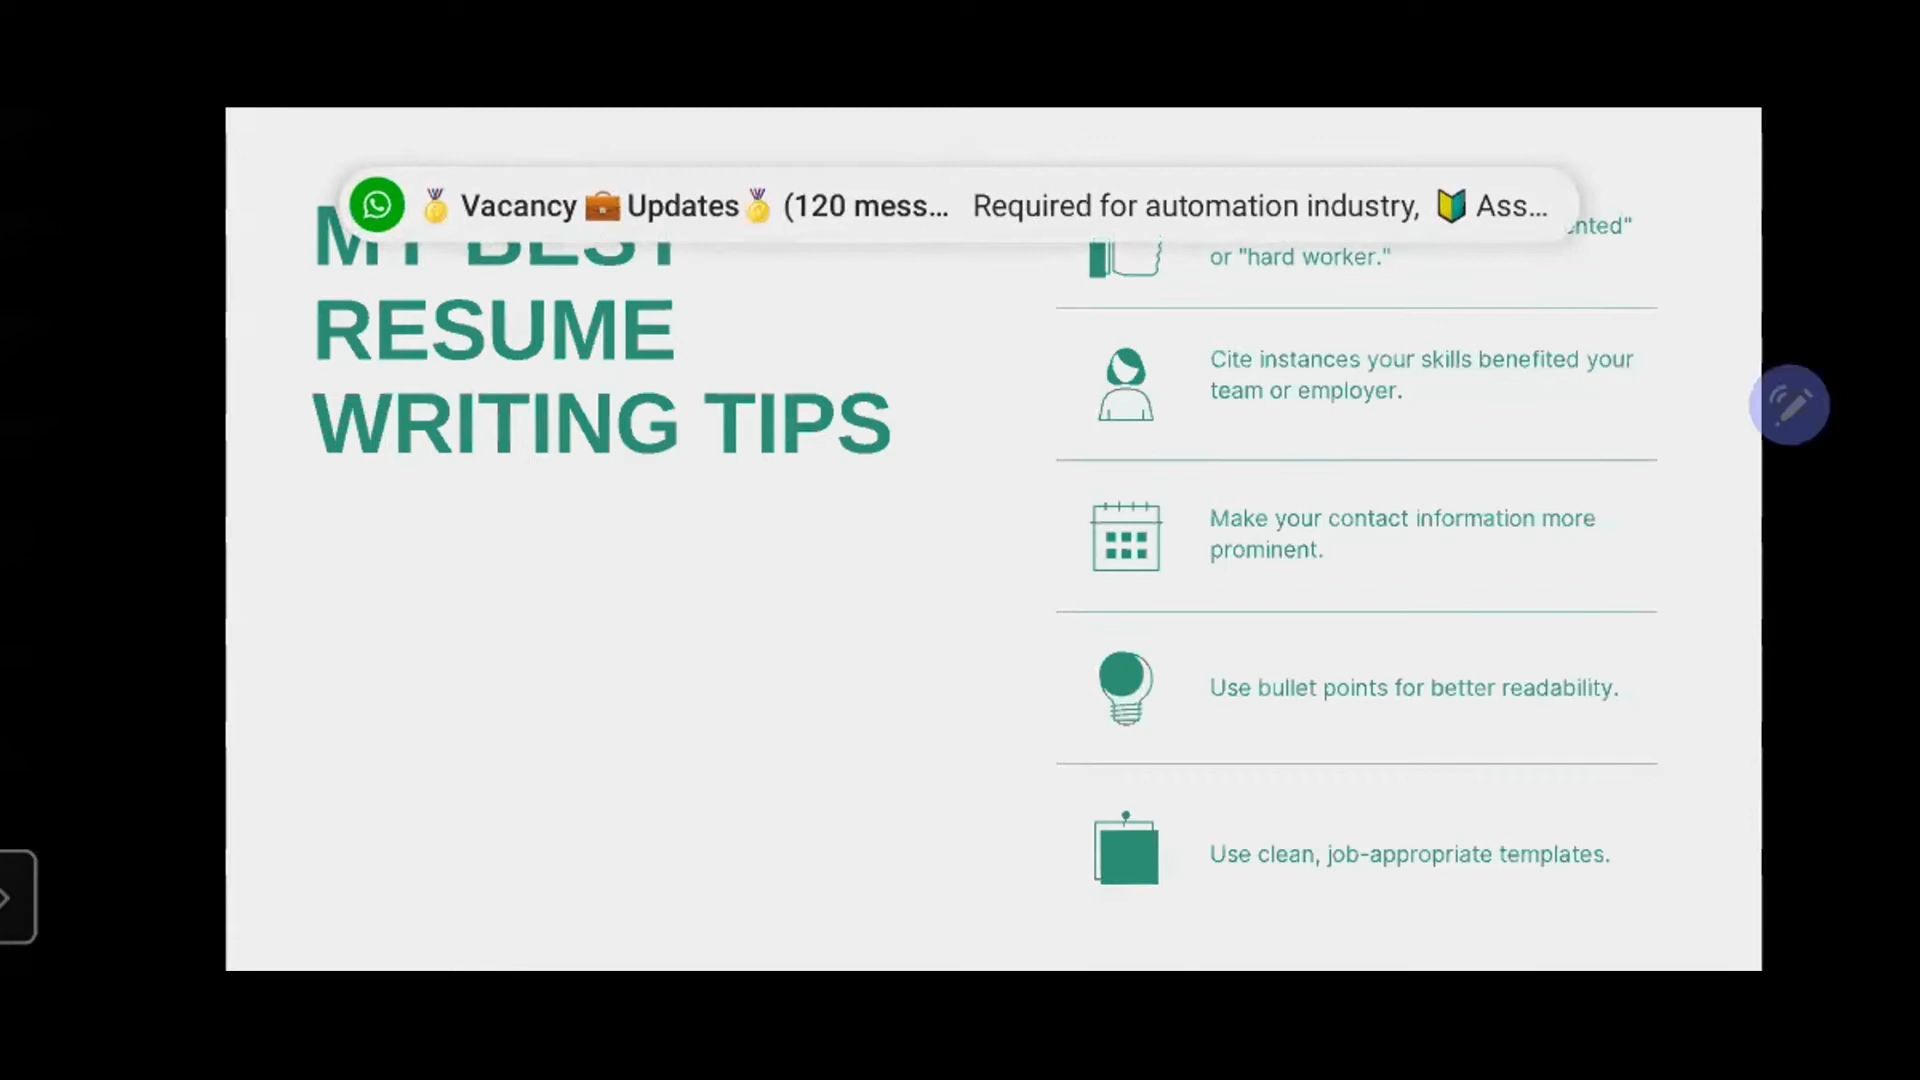 🏅 Vacancy 💼 Updates🏅 (120 mess... Required for automation industry, 🔰 Ass...
MY BEST
RESUME
WRITING TIPS
or "hard worker."
Cite instances your skills benefited your
team or employer.
Make your contact information more
prominent.
Use bullet points for better readability.
Use clean, job-appropriate templates.